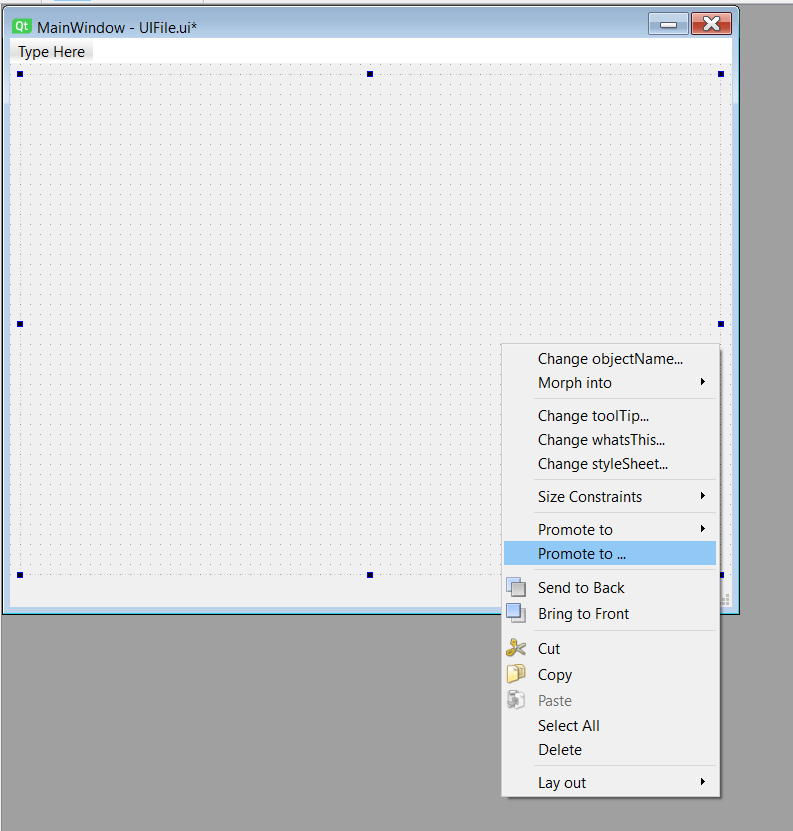 Qt MainWindow - UIFile.ui*
Type Here
Change objectName...
Morph into
Change toolTip...
Change whatsThis...
Change styleSheet...
Size Constraints
Promote to
Promote to ...
Send to Back
Bring to Front
Cut
Copy
Paste
Select All
Delete
Lay out